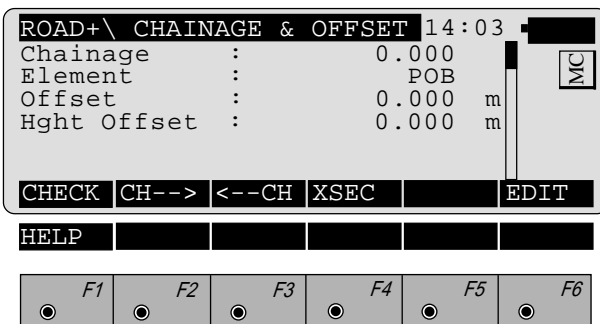 ROAD+\ CHAINAGE & OFFSET 14:03
MC
Chainage : 0.000
Element : POB
Offset : 0.000 m
Hght Offset : 0.000 m
CHECK CH--> <--CH XSEC EDIT
HELP
F1 F2 F3 F4 F5 F6